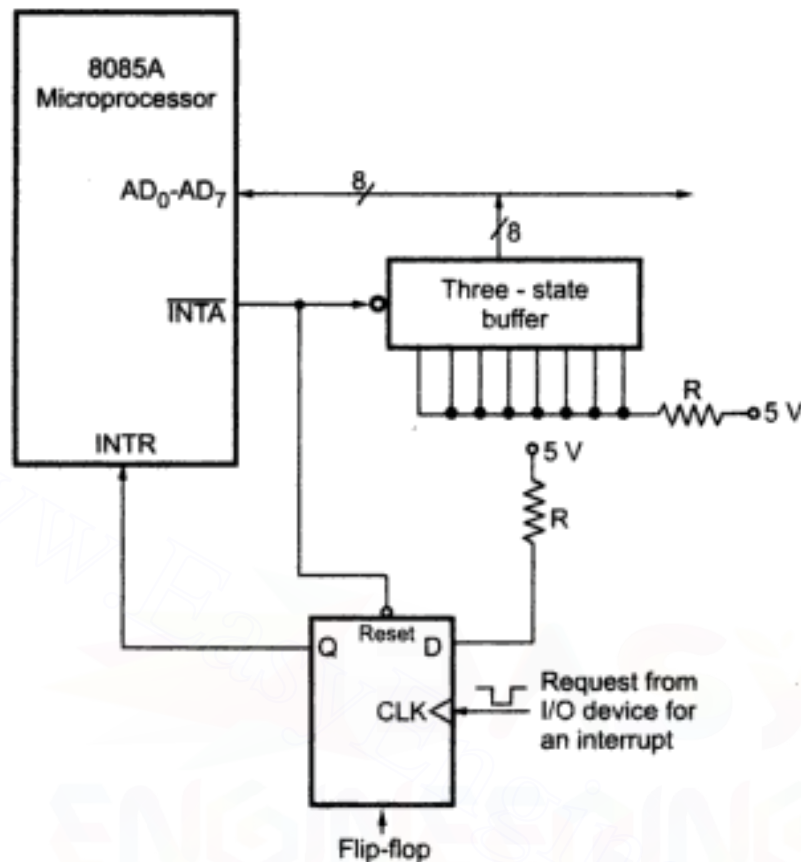 8085A
Microprocessor
AD0-AD7
8
8
INTA
Three - state
buffer
R
5 V
5 V
R
INTR
Q
Reset
D
CLK
Request from
I/O device for
an interrupt
Flip-flop